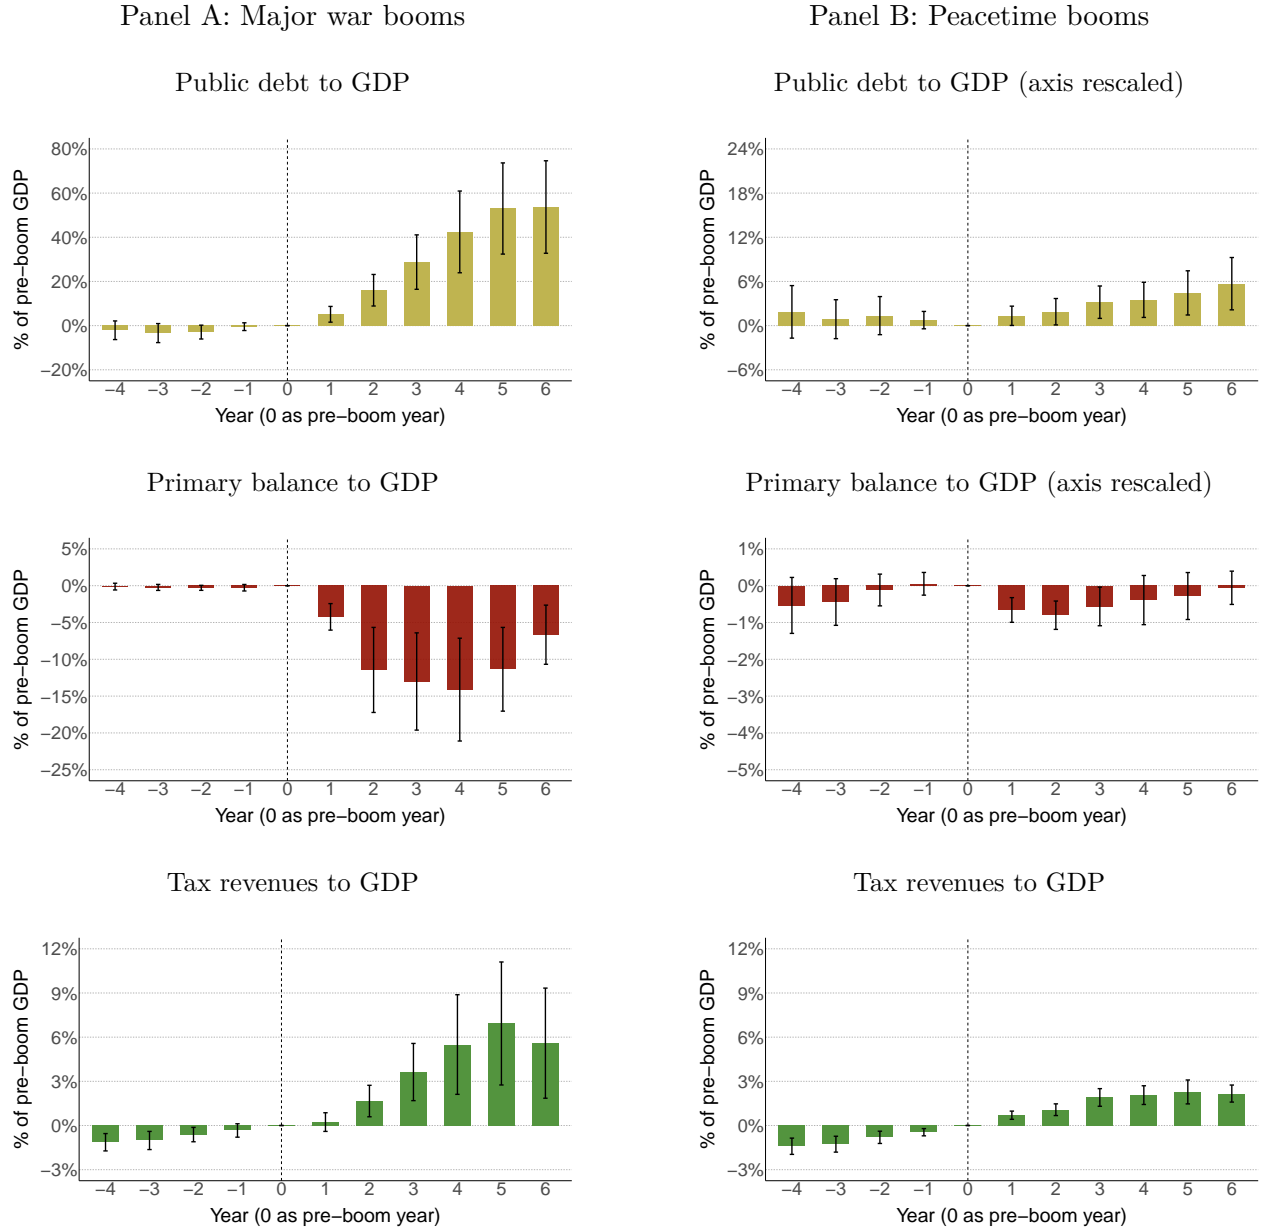 Panel A: Major war booms
Panel B: Peacetime booms
Public debt to GDP
80%
60%
40%
20%
0%
−20%
% of pre−boom GDP
−4 −3 −2 −1 0 1 2 3 4 5 6
Year (0 as pre−boom year)
Public debt to GDP (axis rescaled)
24%
18%
12%
6%
0%
−6%
% of pre−boom GDP
−4 −3 −2 −1 0 1 2 3 4 5 6
Year (0 as pre−boom year)
Primary balance to GDP
5%
0%
−5%
−10%
−15%
−20%
−25%
% of pre−boom GDP
−4 −3 −2 −1 0 1 2 3 4 5 6
Year (0 as pre−boom year)
Primary balance to GDP (axis rescaled)
1%
0%
−1%
−2%
−3%
−4%
−5%
% of pre−boom GDP
−4 −3 −2 −1 0 1 2 3 4 5 6
Year (0 as pre−boom year)
Tax revenues to GDP
12%
9%
6%
3%
0%
−3%
% of pre−boom GDP
−4 −3 −2 −1 0 1 2 3 4 5 6
Year (0 as pre−boom year)
Tax revenues to GDP
12%
9%
6%
3%
0%
−3%
% of pre−boom GDP
−4 −3 −2 −1 0 1 2 3 4 5 6
Year (0 as pre−boom year)